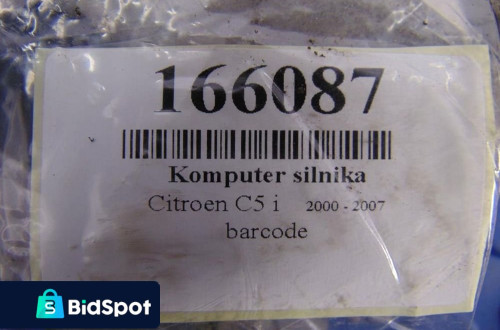 166087
Komputer silnika
Citroen C5 i 2000 - 2007
barcode
BidSpot